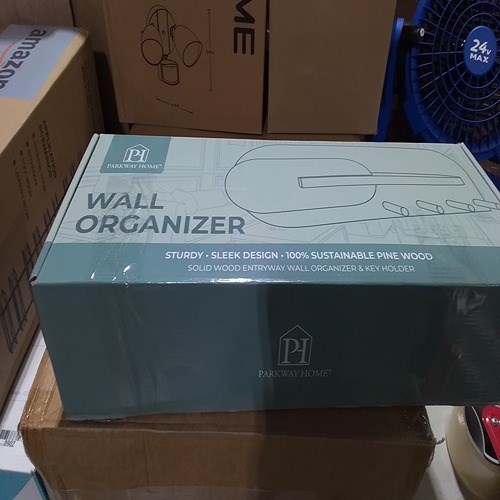 ME
amazon
24V
MAX
PH
PARKWAY HOME
WALL
ORGANIZER
STURDY • SLEEK DESIGN • 100% SUSTAINABLE PINE WOOD
SOLID WOOD ENTRYWAY WALL ORGANIZER & KEY HOLDER
PH
PARKWAY HOME